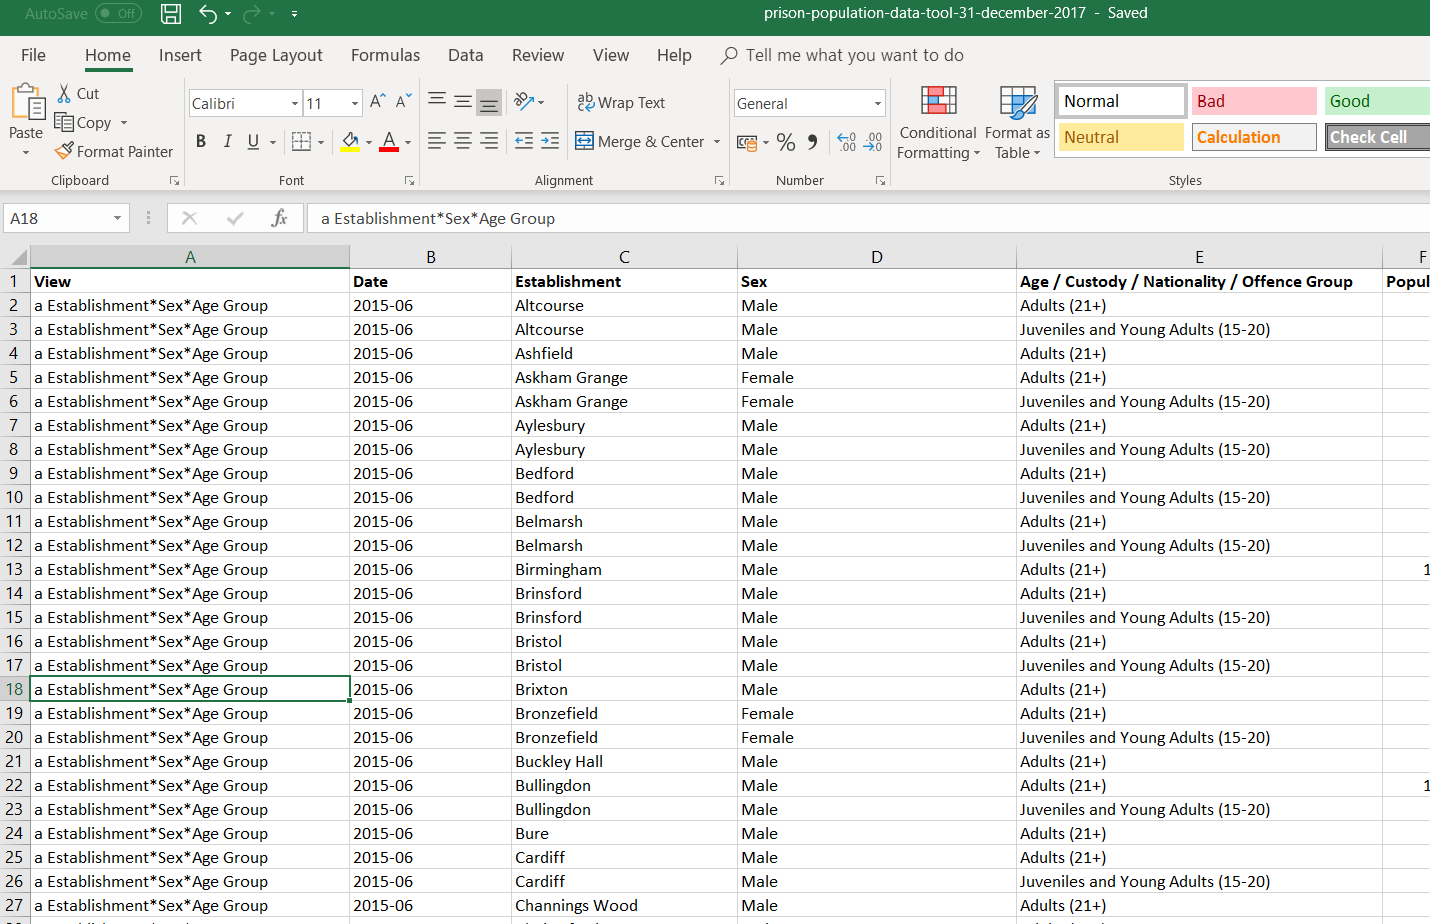 AutoSave Off prison-population-data-tool-31-december-2017 - Saved
File Home Insert Page Layout Formulas Data Review View Help Tell me what you want to do
Paste
Cut
Copy
Format Painter
Clipboard
Calibri 11
B I U
Font
Wrap Text
Merge & Center
Alignment
General
Number
Conditional Formatting
Format as Table
Normal Bad Good
Neutral Calculation Check Cell
Styles
A18 fx a Establishment*Sex*Age Group
A B C D E F
1 View Date Establishment Sex Age / Custody / Nationality / Offence Group Popul
2 a Establishment*Sex*Age Group 2015-06 Altcourse Male Adults (21+)
3 a Establishment*Sex*Age Group 2015-06 Altcourse Male Juveniles and Young Adults (15-20)
4 a Establishment*Sex*Age Group 2015-06 Ashfield Male Adults (21+)
5 a Establishment*Sex*Age Group 2015-06 Askham Grange Female Adults (21+)
6 a Establishment*Sex*Age Group 2015-06 Askham Grange Female Juveniles and Young Adults (15-20)
7 a Establishment*Sex*Age Group 2015-06 Aylesbury Male Adults (21+)
8 a Establishment*Sex*Age Group 2015-06 Aylesbury Male Juveniles and Young Adults (15-20)
9 a Establishment*Sex*Age Group 2015-06 Bedford Male Adults (21+)
10 a Establishment*Sex*Age Group 2015-06 Bedford Male Juveniles and Young Adults (15-20)
11 a Establishment*Sex*Age Group 2015-06 Belmarsh Male Adults (21+)
12 a Establishment*Sex*Age Group 2015-06 Belmarsh Male Juveniles and Young Adults (15-20)
13 a Establishment*Sex*Age Group 2015-06 Birmingham Male Adults (21+) 1
14 a Establishment*Sex*Age Group 2015-06 Brinsford Male Adults (21+)
15 a Establishment*Sex*Age Group 2015-06 Brinsford Male Juveniles and Young Adults (15-20)
16 a Establishment*Sex*Age Group 2015-06 Bristol Male Adults (21+)
17 a Establishment*Sex*Age Group 2015-06 Bristol Male Juveniles and Young Adults (15-20)
18 a Establishment*Sex*Age Group 2015-06 Brixton Male Adults (21+)
19 a Establishment*Sex*Age Group 2015-06 Bronzefield Female Adults (21+)
20 a Establishment*Sex*Age Group 2015-06 Bronzefield Female Juveniles and Young Adults (15-20)
21 a Establishment*Sex*Age Group 2015-06 Buckley Hall Male Adults (21+)
22 a Establishment*Sex*Age Group 2015-06 Bullingdon Male Adults (21+) 1
23 a Establishment*Sex*Age Group 2015-06 Bullingdon Male Juveniles and Young Adults (15-20)
24 a Establishment*Sex*Age Group 2015-06 Bure Male Adults (21+)
25 a Establishment*Sex*Age Group 2015-06 Cardiff Male Adults (21+)
26 a Establishment*Sex*Age Group 2015-06 Cardiff Male Juveniles and Young Adults (15-20)
27 a Establishment*Sex*Age Group 2015-06 Channings Wood Male Adults (21+)